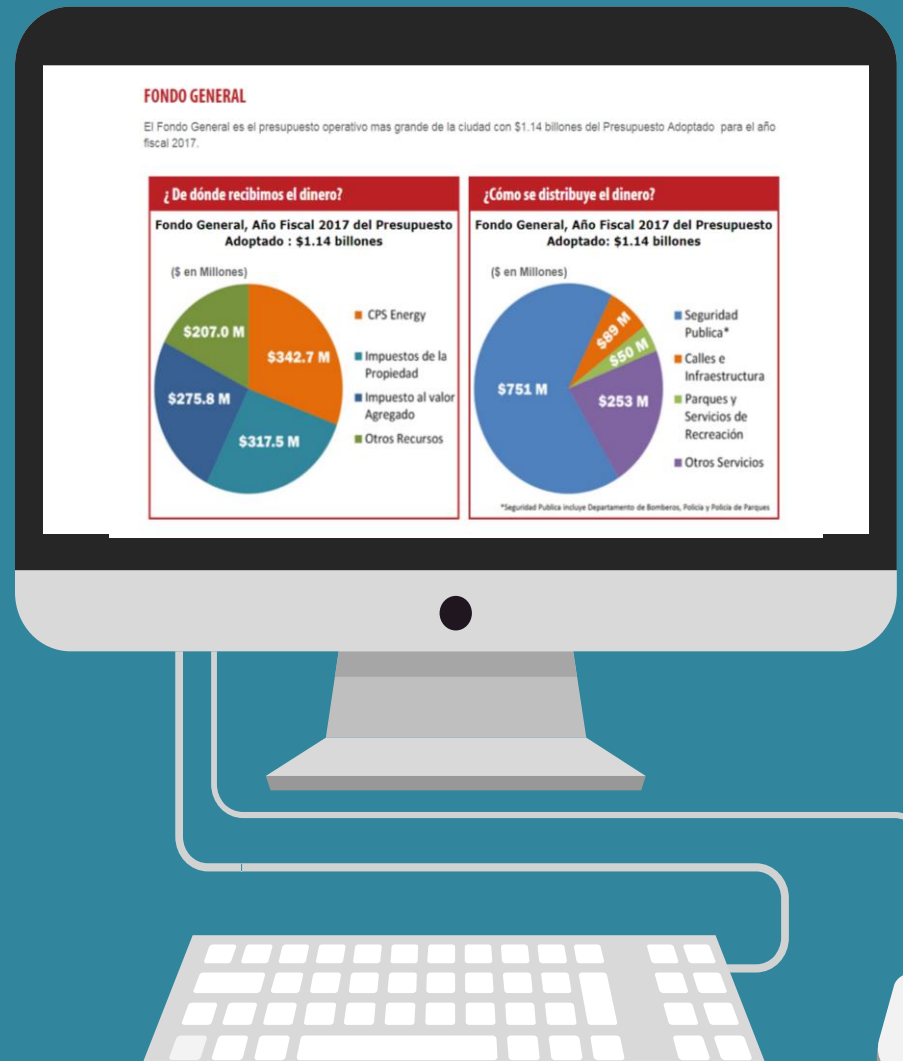 FONDO GENERAL
El Fondo General es el presupuesto operativo mas grande de la ciudad con $1.14 billones del Presupuesto Adoptado para el año
fiscal 2017.
¿ De dónde recibimos el dinero?
Fondo General, Año Fiscal 2017 del Presupuesto
Adoptado : $1.14 billones
($ en Millones)
$207.0 M
$342.7 M
$275.8 M
$317.5 M
CPS Energy
Impuestos de la
Propiedad
Impuesto al valor
Agregado
Otros Recursos
¿Cómo se distribuye el dinero?
Fondo General, Año Fiscal 2017 del Presupuesto
Adoptado: $1.14 billones
($ en Millones)
$89 M
$50 M
$751 M
$253 M
Seguridad
Publica*
Calles e
Infraestructura
Parques y
Servicios de
Recreación
Otros Servicios
*Seguridad Publica incluye Departamento de Bomberos, Policia y Policia de Parques